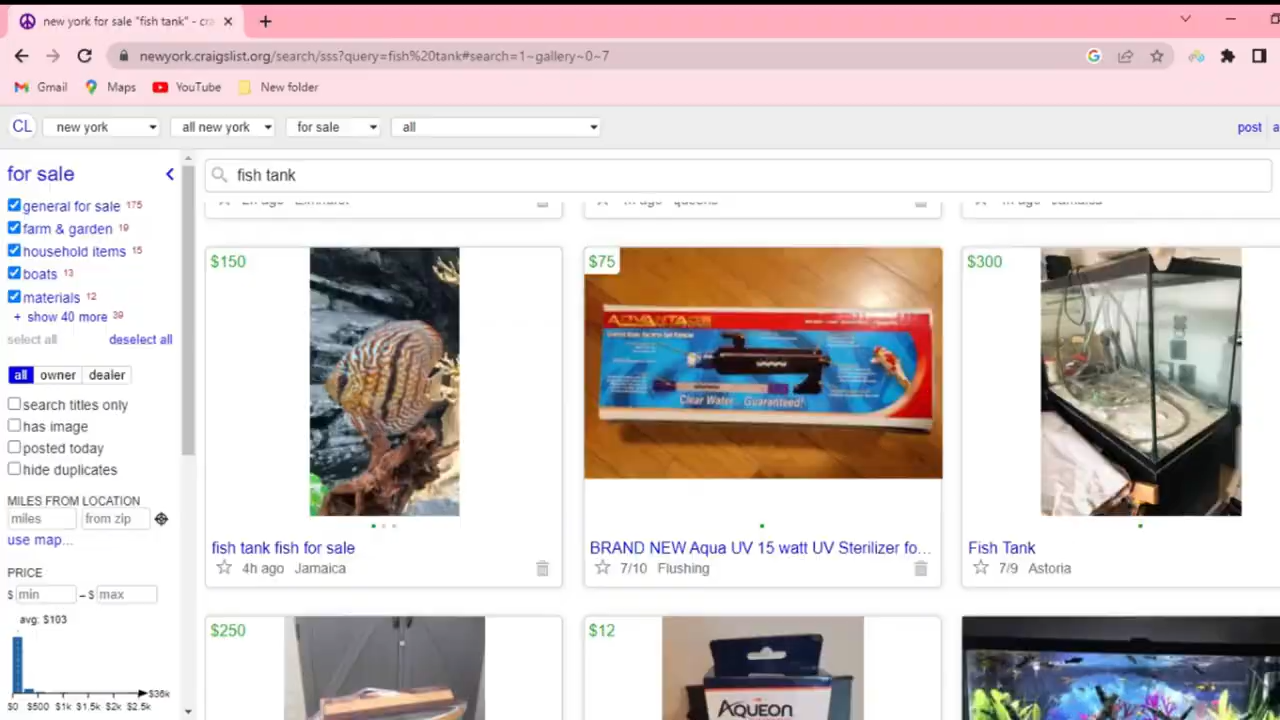 new york for sale "fish tank" - cra
newyork.craigslist.org/search/sss?query=fish%20tank#search=1~gallery~0~7
Gmail
Maps
YouTube
New folder
CL
new york
all new york
for sale
all
post
for sale
fish tank
general for sale 175
farm & garden 19
household items 15
boats 13
materials 12
+ show 40 more 39
select all
deselect all
all
owner
dealer
search titles only
has image
posted today
hide duplicates
MILES FROM LOCATION
miles
from zip
use map...
PRICE
$ min – $ max
avg: $103
$36k
$0 $500 $1k $1.5k $2k $2.5k
queens
$150
fish tank fish for sale
4h ago Jamaica
$75
ADVANTAGE
Clear Water Guaranteed!
BRAND NEW Aqua UV 15 watt UV Sterilizer fo...
7/10 Flushing
$300
Fish Tank
7/9 Astoria
$250
$12
AQUEON